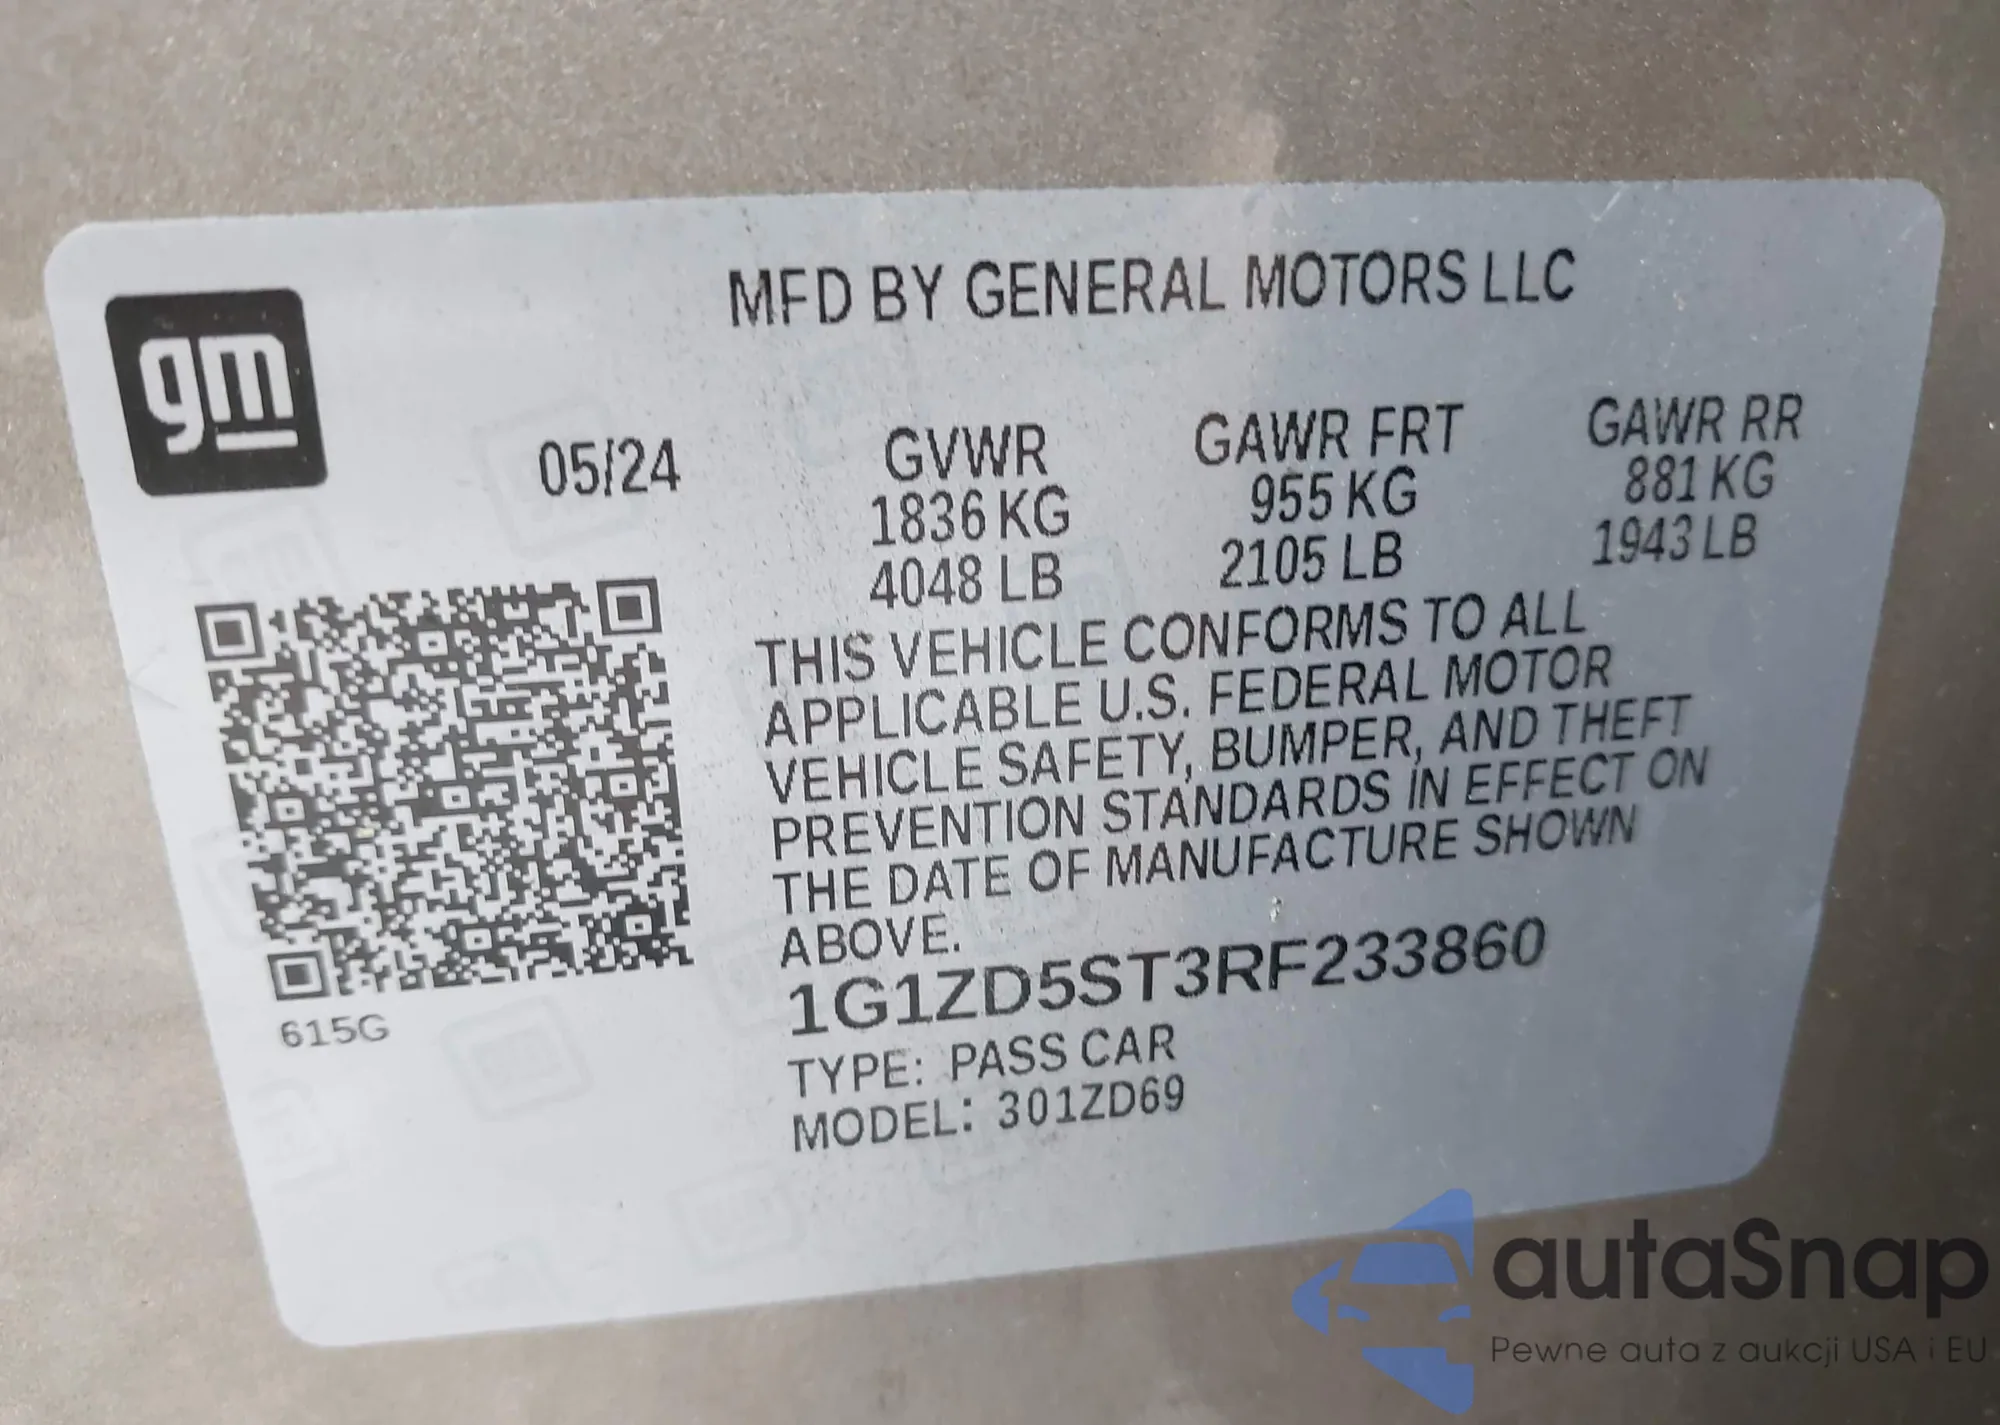 gm
MFD BY GENERAL MOTORS LLC
05/24
GVWR GAWR FRT GAWR RR
1836 KG 955 KG 881 KG
4048 LB 2105 LB 1943 LB
THIS VEHICLE CONFORMS TO ALL
APPLICABLE U.S. FEDERAL MOTOR
VEHICLE SAFETY, BUMPER, AND THEFT
PREVENTION STANDARDS IN EFFECT ON
THE DATE OF MANUFACTURE SHOWN
ABOVE.
1G1ZD5ST3RF233860
TYPE: PASS CAR
MODEL: 301ZD69
615G
autaSnap
Pewne auta z aukcji USA i EU